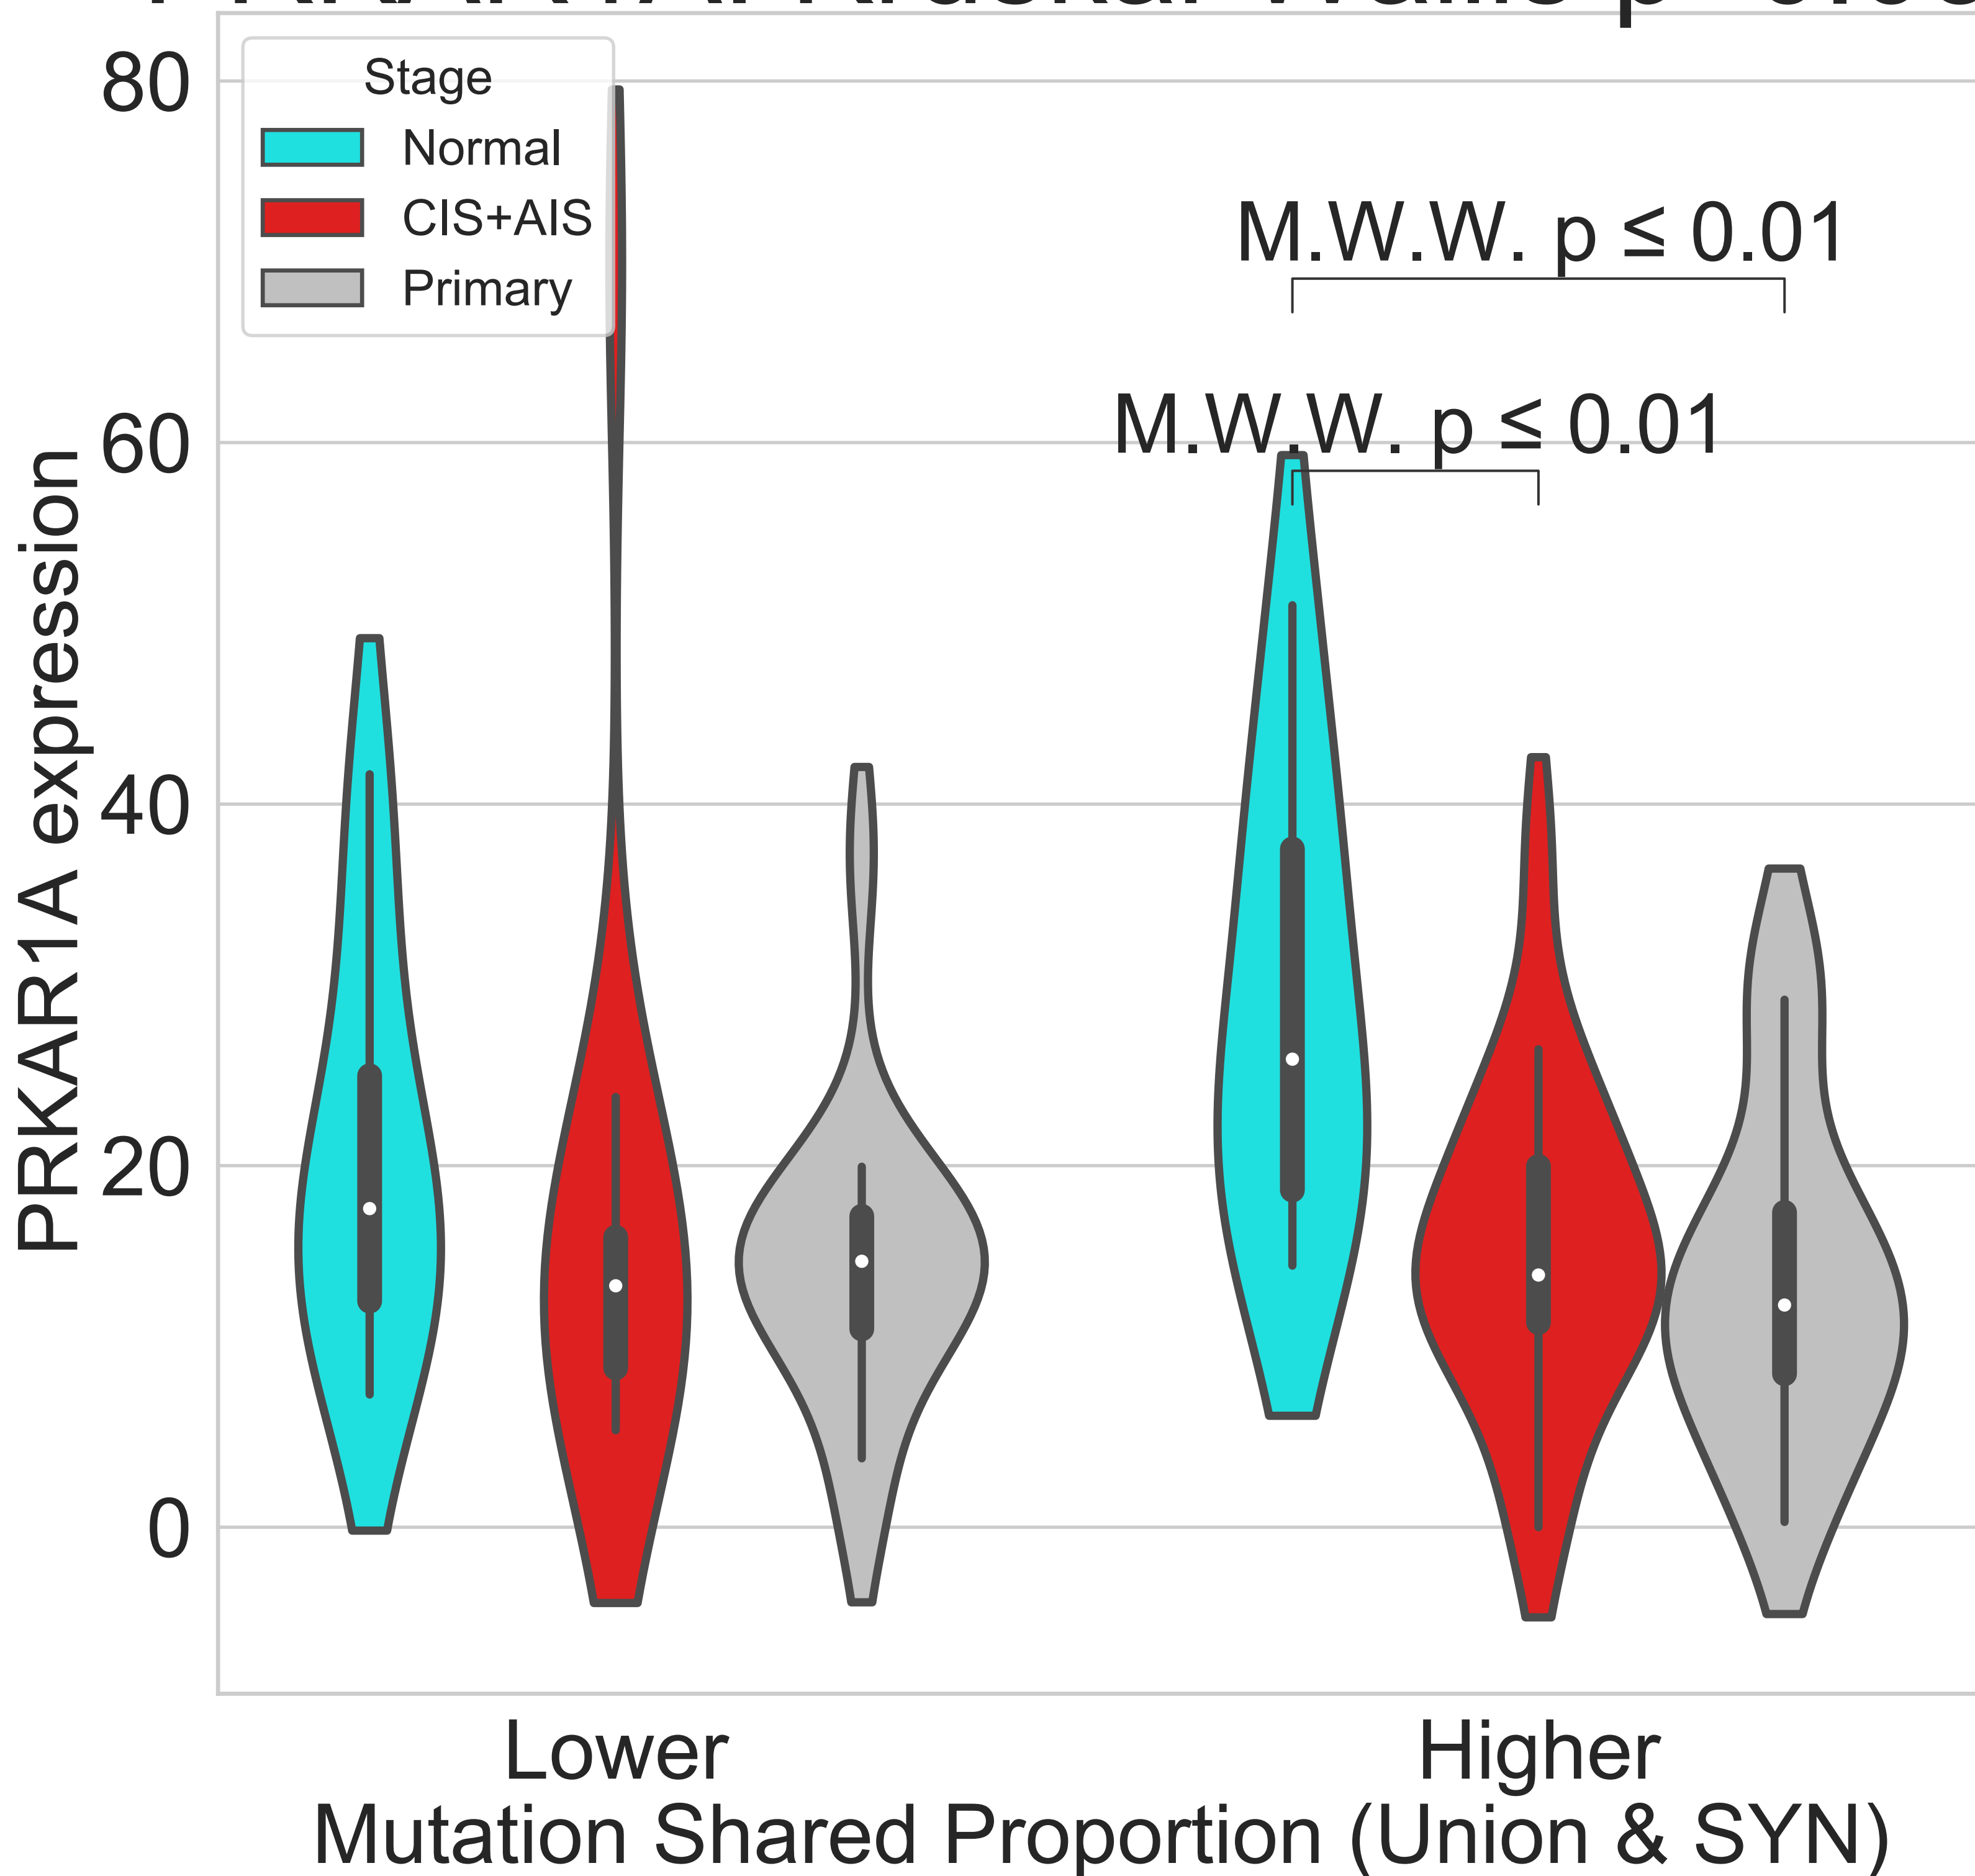 80
60
40
20
0
PRKAR1A expression
Stage
Normal
CIS+AIS
Primary
M.W.W. p ≤ 0.01
M.W.W. p ≤ 0.01
Lower
Higher
Mutation Shared Proportion (Union & SYN)